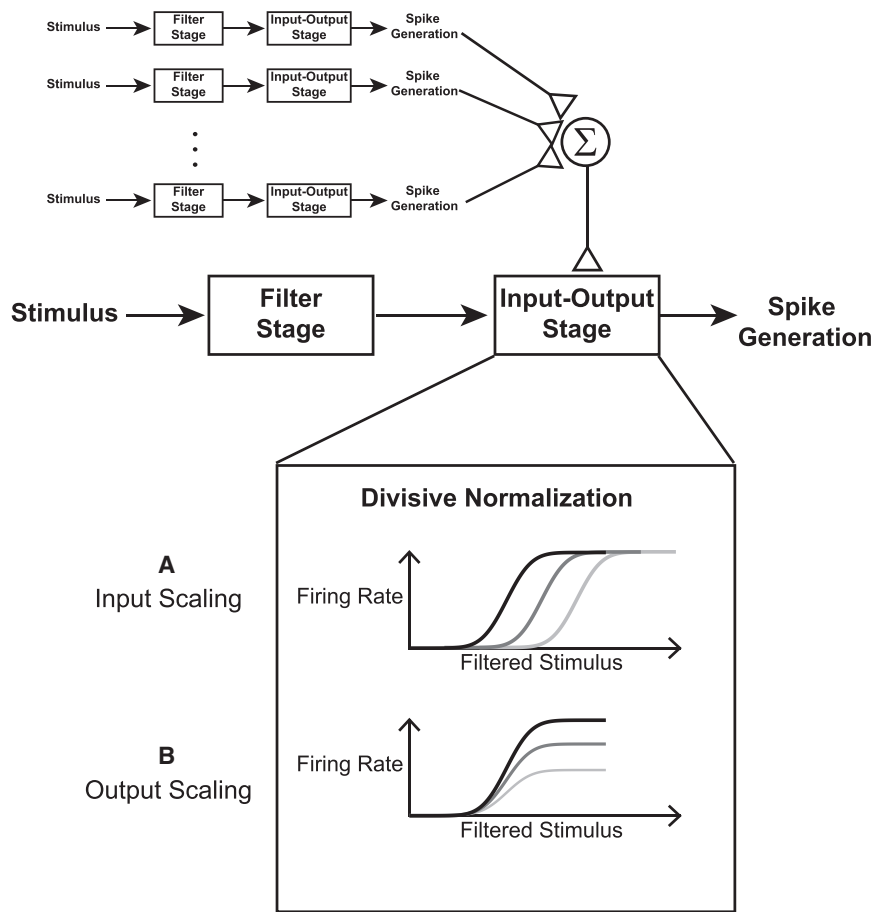 Stimulus
Filter
Stage
Input-Output
Stage
Spike
Generation
Stimulus
Filter
Stage
Input-Output
Stage
Spike
Generation
Σ
Stimulus
Filter
Stage
Input-Output
Stage
Spike
Generation
Stimulus
Filter
Stage
Input-Output
Stage
Spike
Generation
Divisive Normalization
A
Input Scaling
Firing Rate
Filtered Stimulus
B
Output Scaling
Firing Rate
Filtered Stimulus